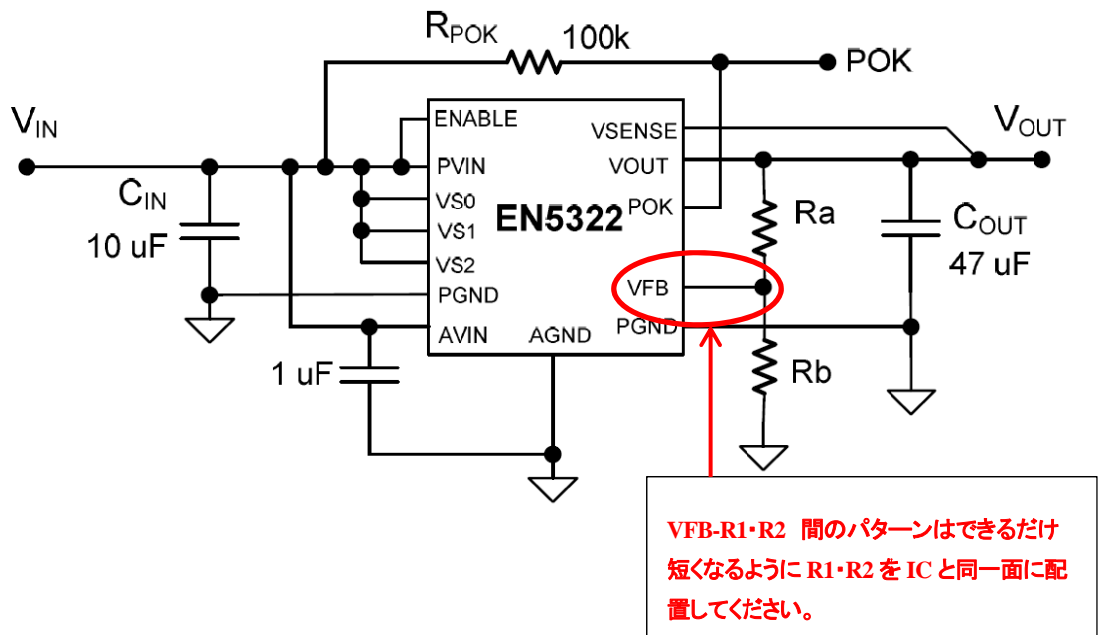 RPOK
100k
POK
VIN
ENABLE
VSENSE
VOUT
PVIN
VOUT
CIN
10 uF
VS0
VS1
VS2
EN5322
POK
Ra
COUT
47 uF
VFB
PGND
PGND
AVIN
AGND
1 uF
Rb
VFB-R1・R2 間のパターンはできるだけ
短くなるように R1・R2 を IC と同一面に配
置してください。